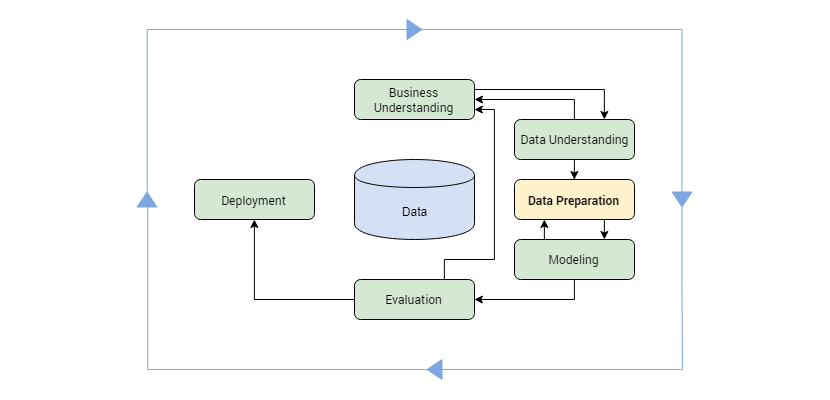 Business
Understanding
Data Understanding
Deployment
Data
Data Preparation
Modeling
Evaluation